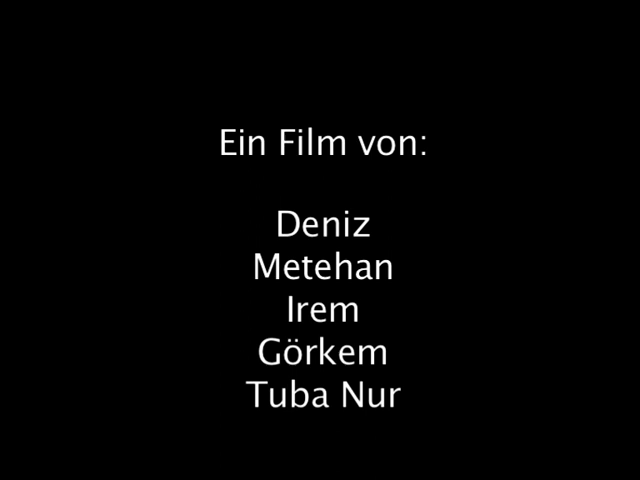 Ein Film von:
Deniz
Metehan
Irem
Görkem
Tuba Nur